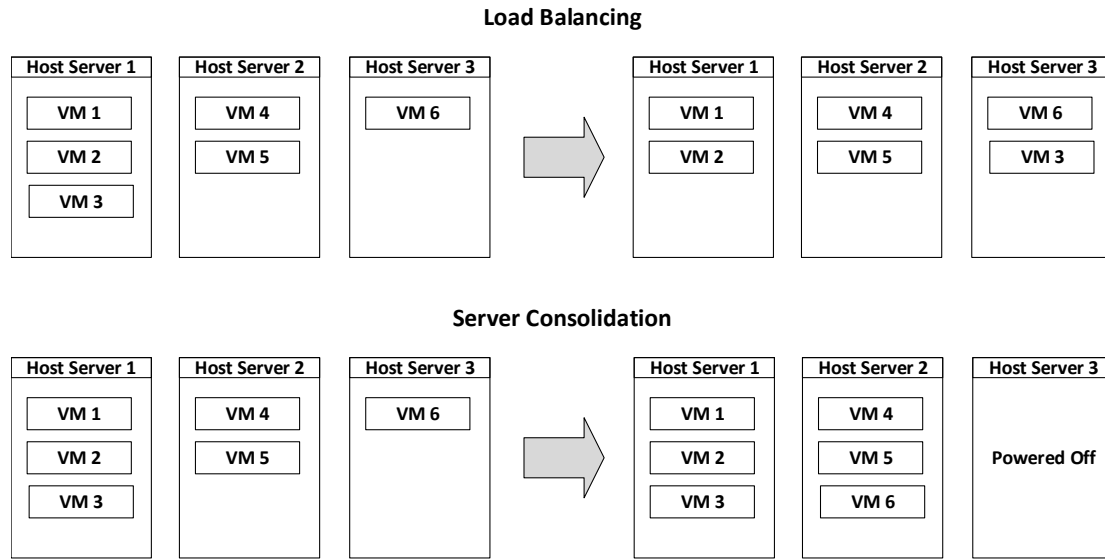 Load Balancing
Host Server 1 Host Server 2 Host Server 3 Host Server 1 Host Server 2 Host Server 3
VM 1 VM 4 VM 6 VM 1 VM 4 VM 6
VM 2 VM 5 VM 2 VM 5 VM 3
VM 3
Server Consolidation
Host Server 1 Host Server 2 Host Server 3 Host Server 1 Host Server 2 Host Server 3
VM 1 VM 4 VM 6 VM 1 VM 4
VM 2 VM 5 VM 2 VM 5 Powered Off
VM 3 VM 3 VM 6